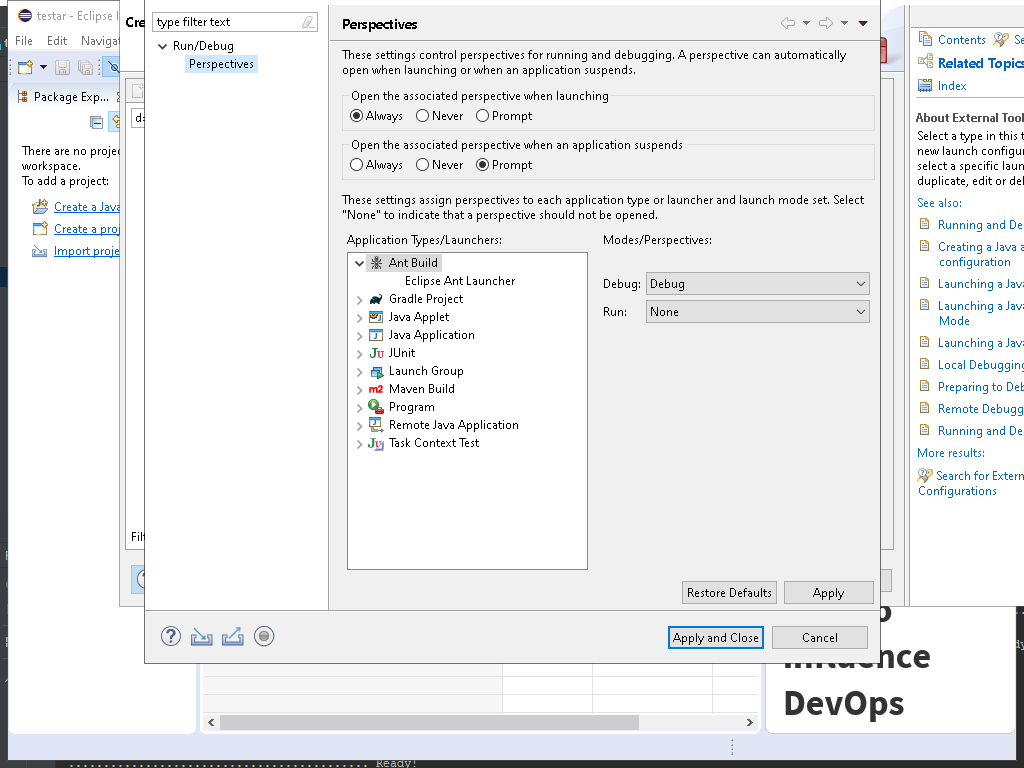 testar - Eclipse I
File Edit Navigat
Package Exp...
There are no projec
workspace.
To add a project:
Create a Java
Create a proj
Import proje
Cre
type filter text
Run/Debug
Perspectives
Perspectives
These settings control perspectives for running and debugging. A perspective can automatically
open when launching or when an application suspends.
Open the associated perspective when launching
Always Never Prompt
Open the associated perspective when an application suspends
Always Never Prompt
These settings assign perspectives to each application type or launcher and launch mode set. Select
"None" to indicate that a perspective should not be opened.
Application Types/Launchers:
Modes/Perspectives:
Ant Build
Eclipse Ant Launcher
Gradle Project
Java Applet
Java Application
JUnit
Launch Group
Maven Build
Program
Remote Java Application
Task Context Test
Debug: Debug
Run: None
Restore Defaults
Apply
Apply and Close
Cancel
Filt
Contents
Se
Related Topics
Index
About External Tool
Select a type in this t
new launch configur
select a specific laun
duplicate, edit or del
See also:
Running and De
Creating a Java a
configuration
Launching a Java
Launching a Java
Mode
Launching a Java
Local Debugging
Preparing to Deb
Remote Debugg
Running and De
More results:
Search for Extern
Configurations
DevOps
Ready!